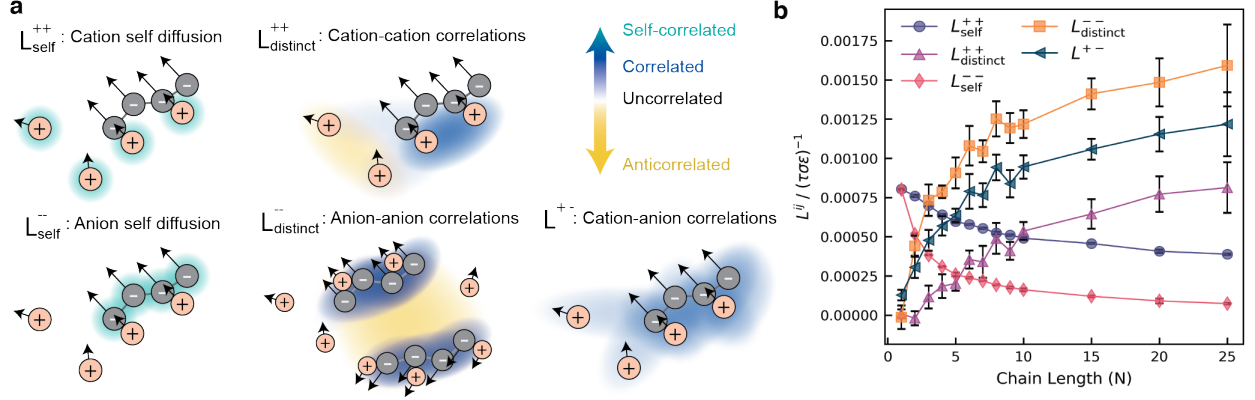 a
L++self : Cation self diffusion
L++distinct : Cation-cation correlations
Self-correlated
Correlated
Uncorrelated
Anticorrelated
L--self : Anion self diffusion
L--distinct : Anion-anion correlations
L+- : Cation-anion correlations
b
L++self
L++distinct
L--self
L--distinct
L+-
0.00175
0.00150
0.00125
0.00100
0.00075
0.00050
0.00025
0.00000
L^ij / (τσε)^-1
0 5 10 15 20 25
Chain Length (N)